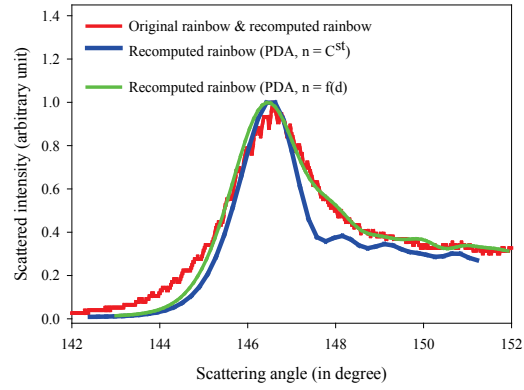 Original rainbow & recomputed rainbow
Recomputed rainbow (PDA, n = Cst)
Recomputed rainbow (PDA, n = f(d)
Scattered intensity (arbitrary unit)
1.4
1.2
1.0
0.8
0.6
0.4
0.2
0.0
142 144 146 148 150 152
Scattering angle (in degree)